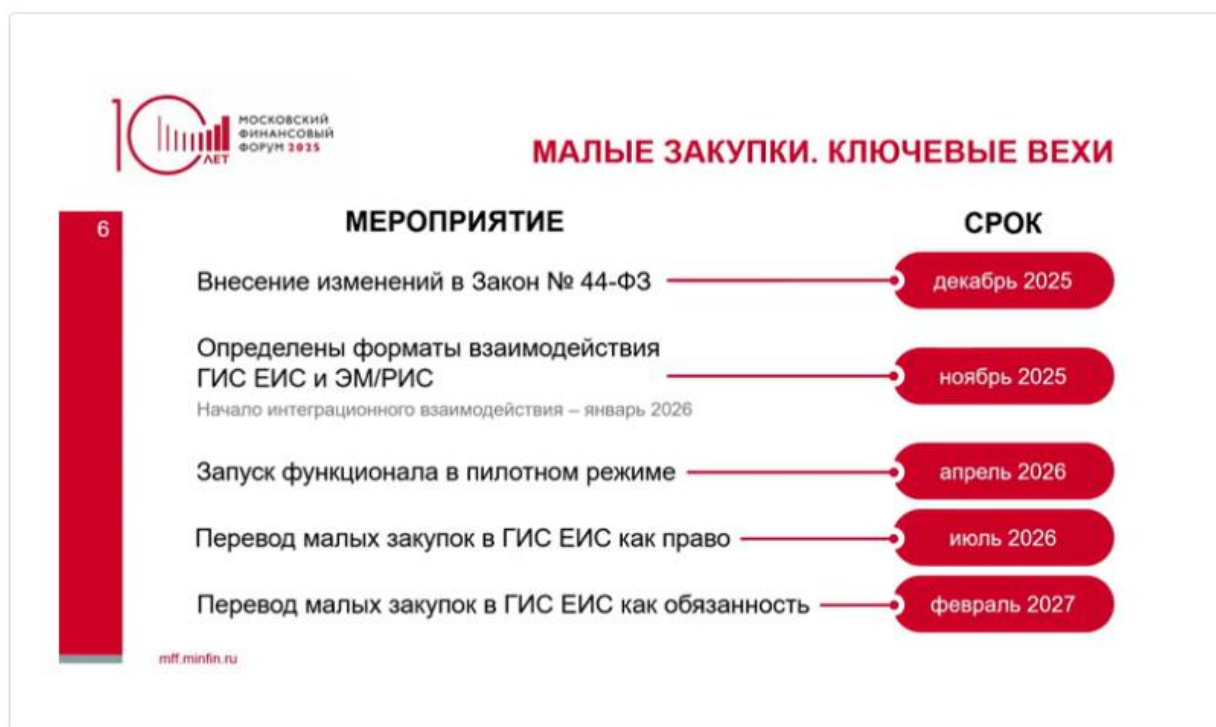 10 ЛЕТ
МОСКОВСКИЙ
ФИНАНСОВЫЙ
ФОРУМ 2025
МАЛЫЕ ЗАКУПКИ. КЛЮЧЕВЫЕ ВЕХИ
6
МЕРОПРИЯТИЕ
СРОК
Внесение изменений в Закон № 44-ФЗ
декабрь 2025
Определены форматы взаимодействия
ГИС ЕИС и ЭМ/РИС
ноябрь 2025
Начало интеграционного взаимодействия – январь 2026
Запуск функционала в пилотном режиме
апрель 2026
Перевод малых закупок в ГИС ЕИС как право
июль 2026
Перевод малых закупок в ГИС ЕИС как обязанность
февраль 2027
mff.minfin.ru